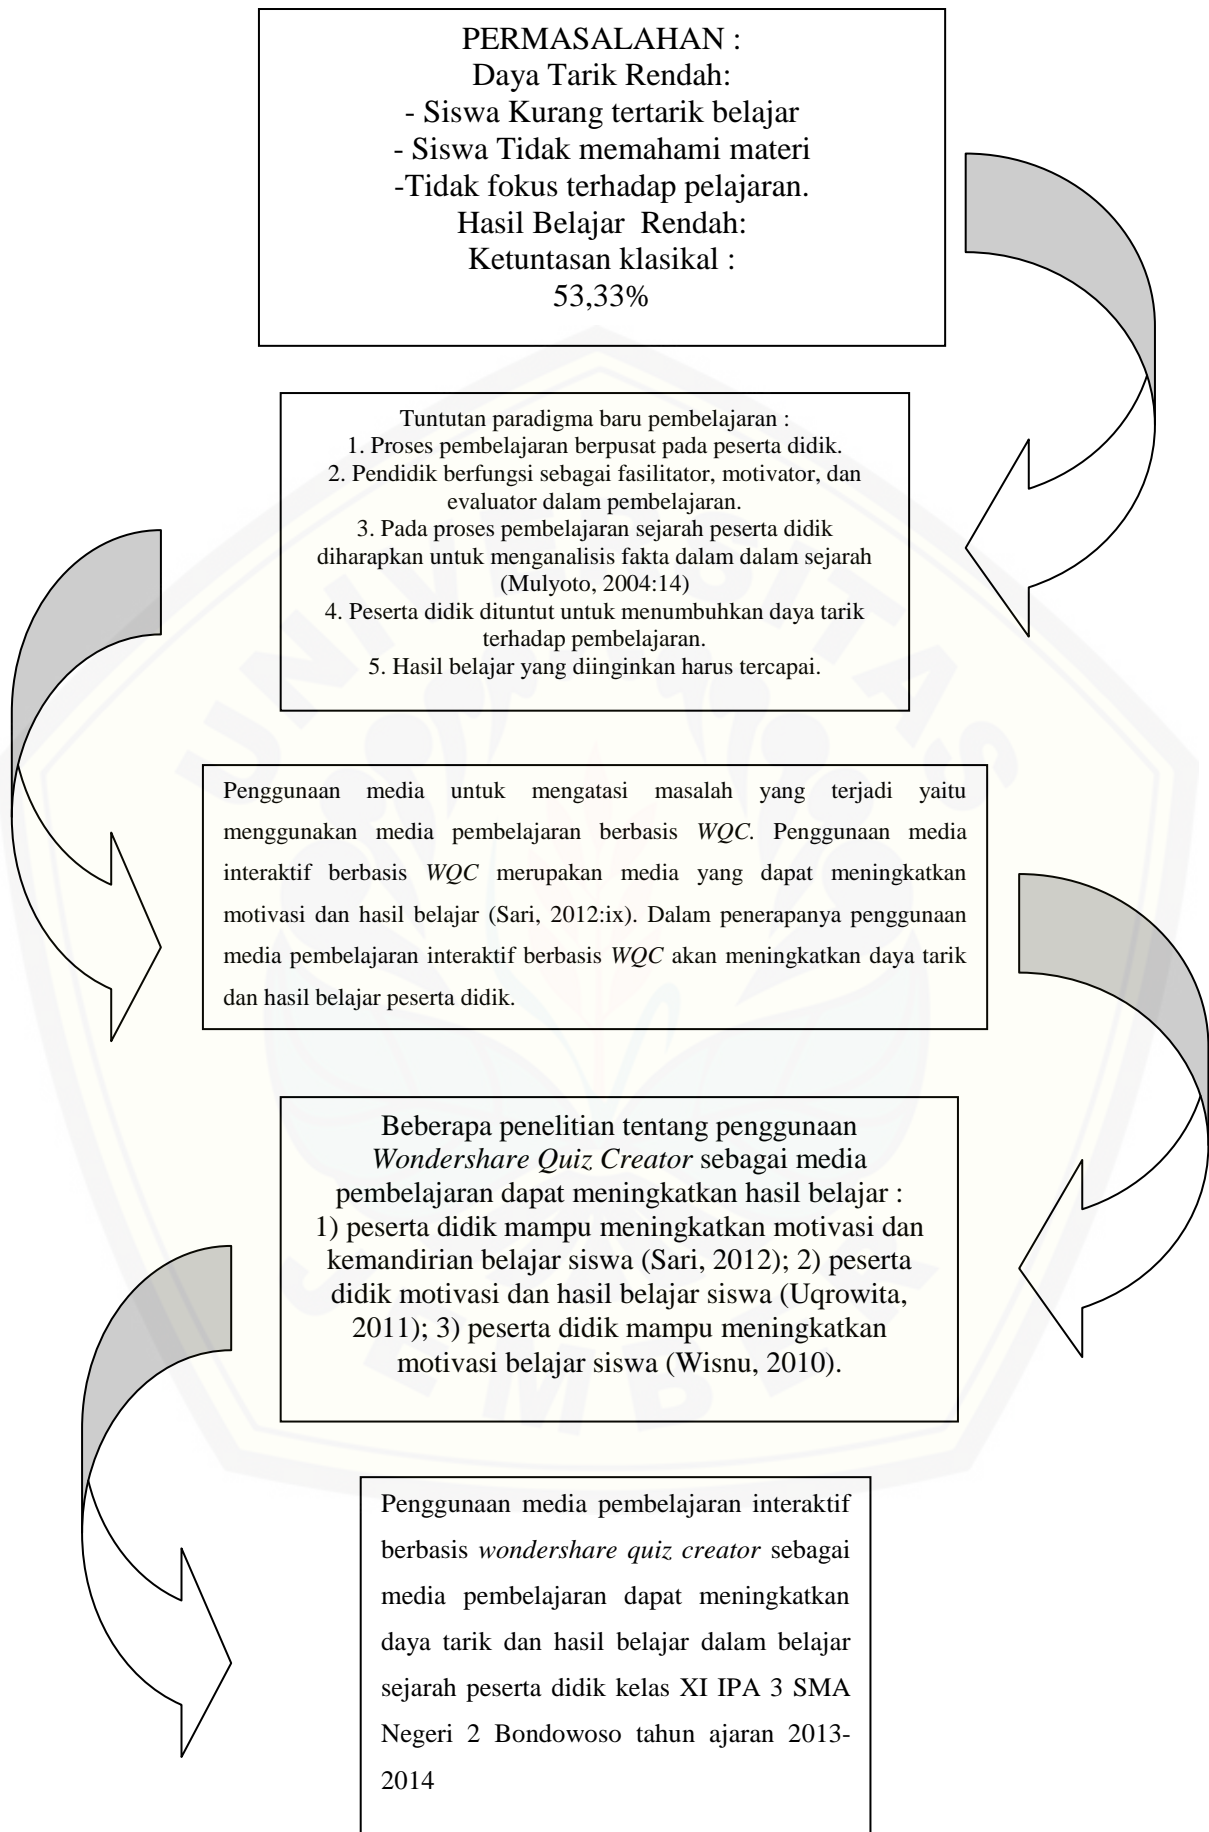 PERMASALAHAN :
Daya Tarik Rendah:
- Siswa Kurang tertarik belajar
- Siswa Tidak memahami materi
-Tidak fokus terhadap pelajaran.
Hasil Belajar  Rendah:
Ketuntasan klasikal :
53,33%
Tuntutan paradigma baru pembelajaran :
1. Proses pembelajaran berpusat pada peserta didik.
2. Pendidik berfungsi sebagai fasilitator, motivator, dan
evaluator dalam pembelajaran.
3. Pada proses pembelajaran sejarah peserta didik
diharapkan untuk menganalisis fakta dalam dalam sejarah
(Mulyoto, 2004:14)
4. Peserta didik dituntut untuk menumbuhkan daya tarik
terhadap pembelajaran.
5. Hasil belajar yang diinginkan harus tercapai.
Penggunaan media untuk mengatasi masalah yang terjadi yaitu
menggunakan media pembelajaran berbasis WQC. Penggunaan media
interaktif berbasis WQC merupakan media yang dapat meningkatkan
motivasi dan hasil belajar (Sari, 2012:ix). Dalam penerapanya penggunaan
media pembelajaran interaktif berbasis WQC akan meningkatkan daya tarik
dan hasil belajar peserta didik.
Beberapa penelitian tentang penggunaan
Wondershare Quiz Creator sebagai media
pembelajaran dapat meningkatkan hasil belajar :
1) peserta didik mampu meningkatkan motivasi dan
kemandirian belajar siswa (Sari, 2012); 2) peserta
didik motivasi dan hasil belajar siswa (Uqrowita,
2011); 3) peserta didik mampu meningkatkan
motivasi belajar siswa (Wisnu, 2010).
Penggunaan media pembelajaran interaktif
berbasis wondershare quiz creator sebagai
media pembelajaran dapat meningkatkan
daya tarik dan hasil belajar dalam belajar
sejarah peserta didik kelas XI IPA 3 SMA
Negeri 2 Bondowoso tahun ajaran 2013-
2014
UNIVERSITAS
JEMBER